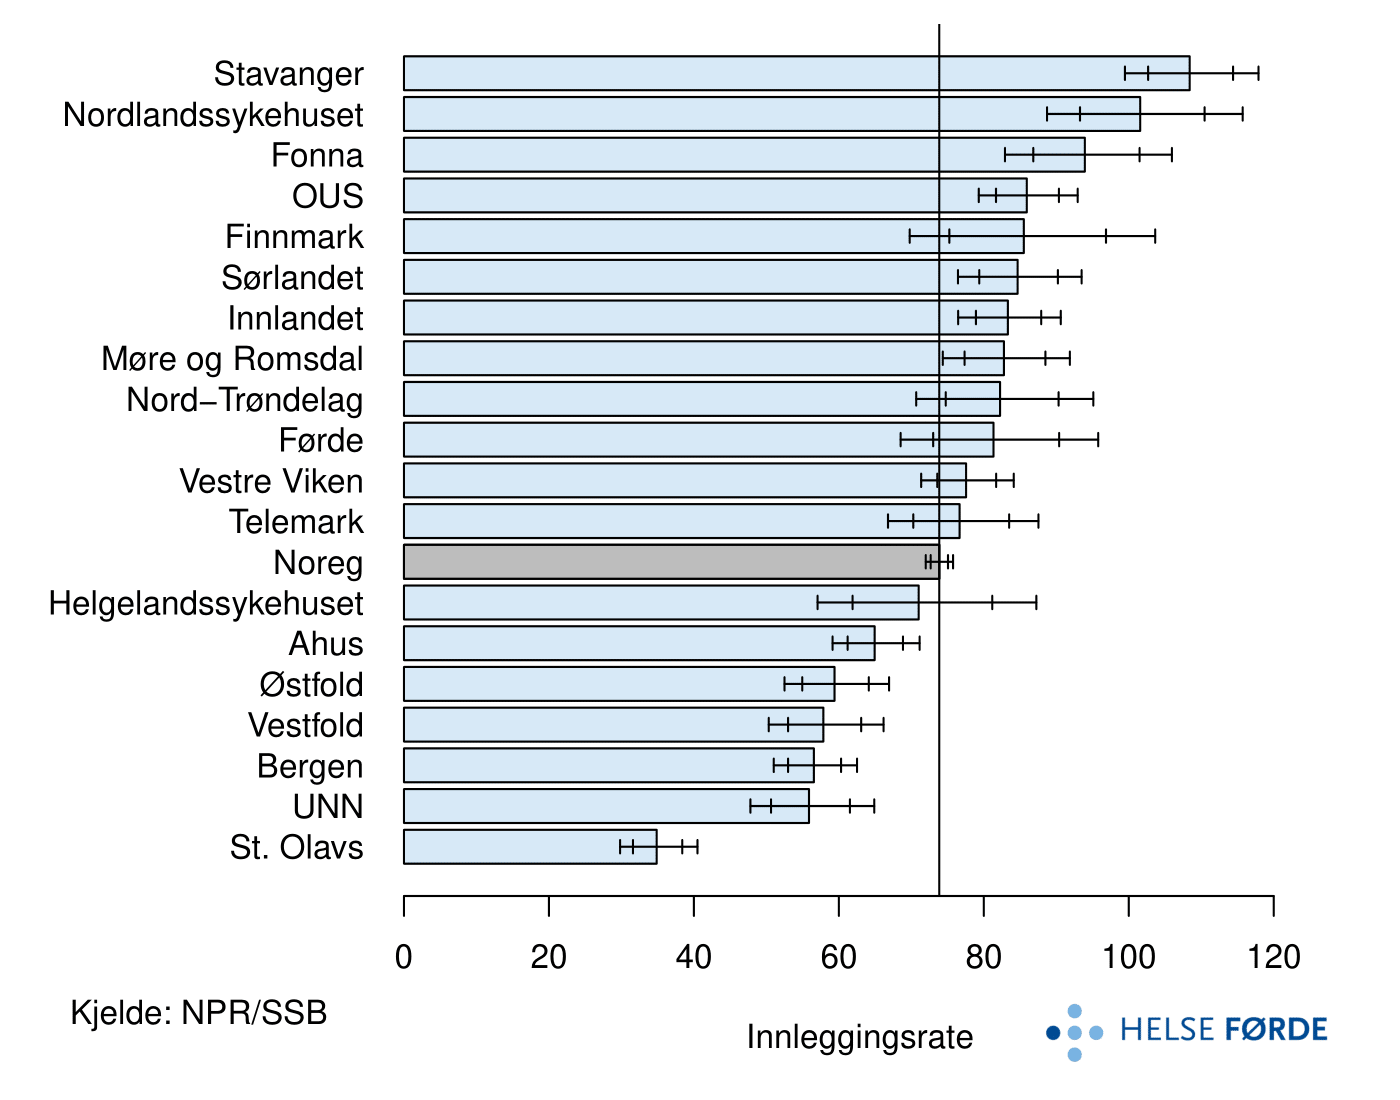 Stavanger
Nordlandssykehuset
Fonna
OUS
Finnmark
Sørlandet
Innlandet
Møre og Romsdal
Nord−Trøndelag
Førde
Vestre Viken
Telemark
Noreg
Helgelandssykehuset
Ahus
Østfold
Vestfold
Bergen
UNN
St. Olavs
0 20 40 60 80 100 120
Kjelde: NPR/SSB
Innleggingsrate
HELSE FØRDE